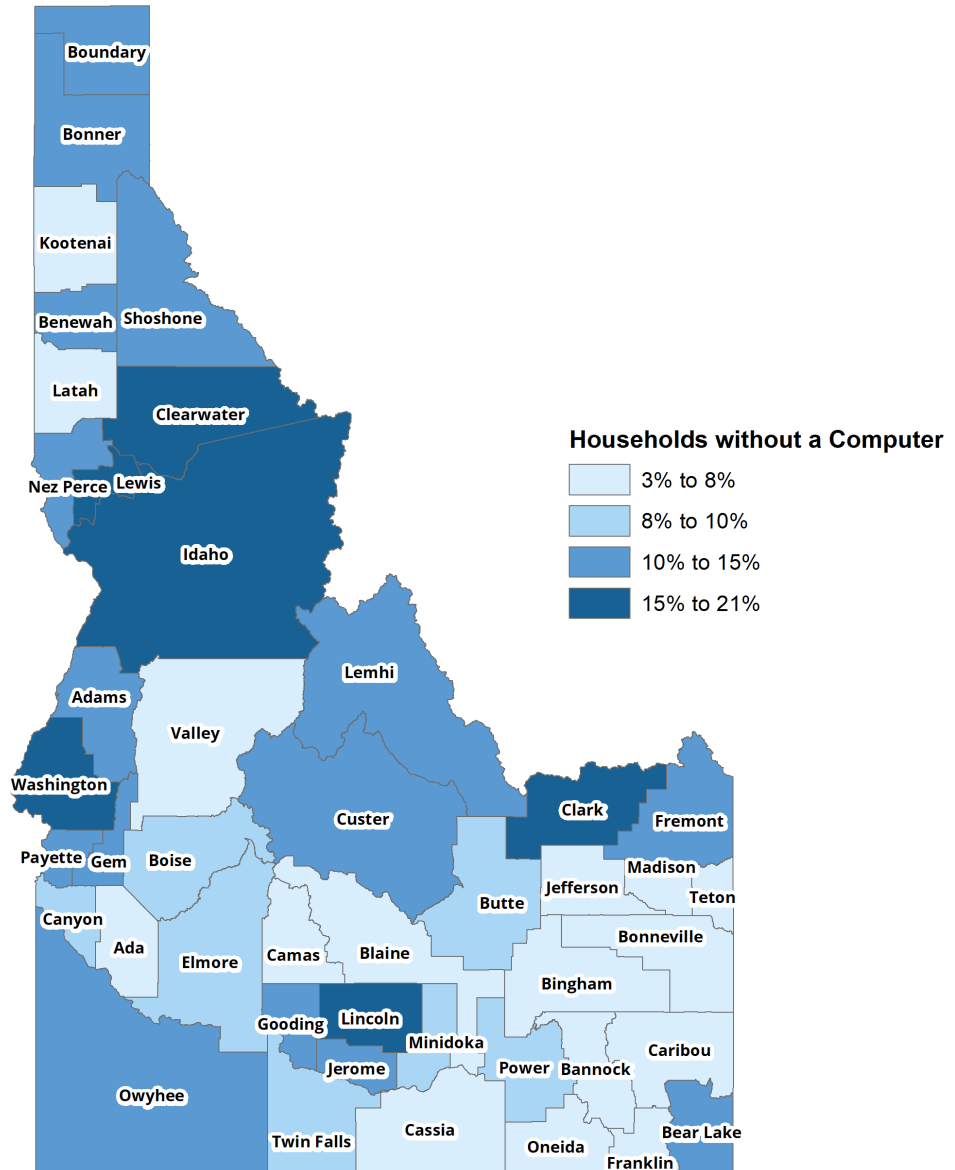 Boundary
Bonner
Kootenai
Benewah
Shoshone
Latah
Clearwater
Nez Perce
Lewis
Idaho
Households without a Computer
3% to 8%
8% to 10%
10% to 15%
15% to 21%
Lemhi
Adams
Valley
Washington
Custer
Clark
Fremont
Payette
Gem
Boise
Madison
Jefferson
Teton
Butte
Canyon
Ada
Bonneville
Elmore
Camas
Blaine
Bingham
Gooding
Lincoln
Minidoka
Caribou
Jerome
Power
Bannock
Owyhee
Cassia
Bear Lake
Twin Falls
Oneida
Franklin